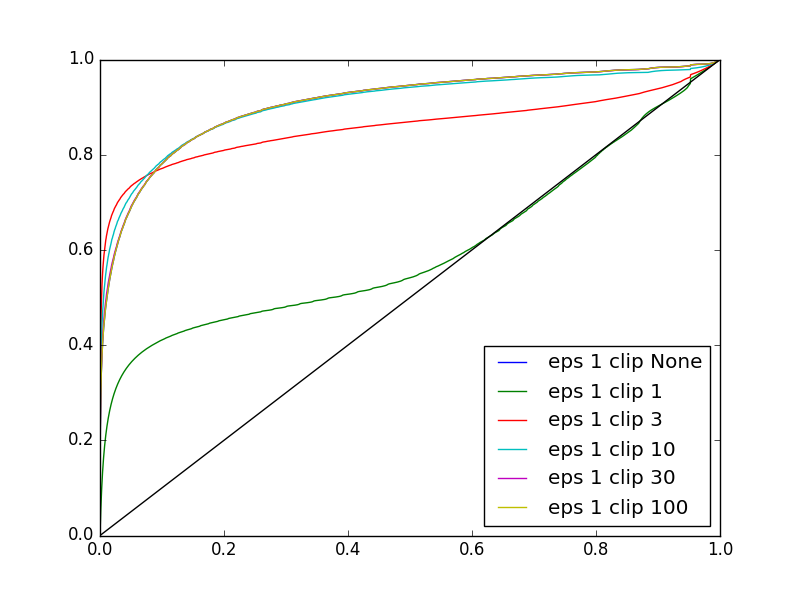 1.0
0.8
0.6
0.4
0.2
0.0
0.0 0.2 0.4 0.6 0.8 1.0
eps 1 clip None
eps 1 clip 1
eps 1 clip 3
eps 1 clip 10
eps 1 clip 30
eps 1 clip 100